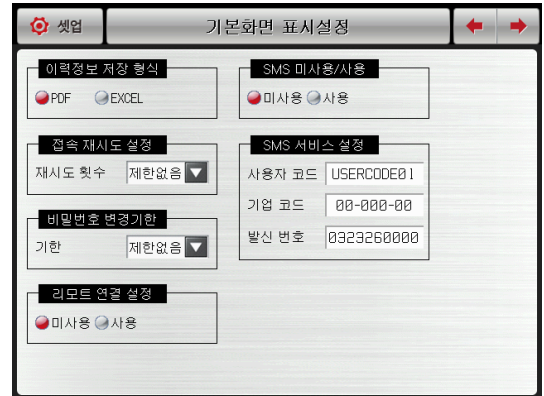 셋업
기본화면 표시설정
이력정보 저장 형식
PDF EXCEL
접속 재시도 설정
재시도 횟수 제한없음
비밀번호 변경기한
기한 제한없음
리모트 연결 설정
미사용 사용
SMS 미사용/사용
미사용 사용
SMS 서비스 설정
사용자 코드 USERCODE01
기업 코드 00-000-00
발신 번호 0323260000